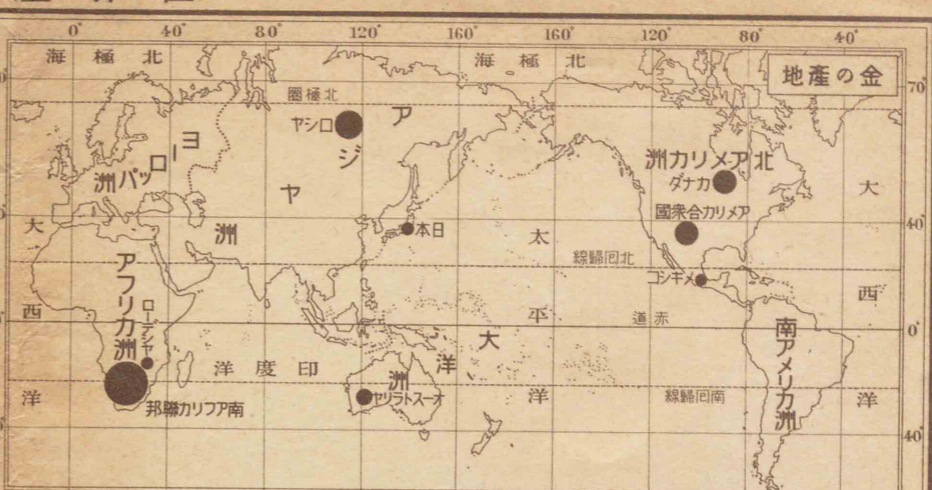 0° 40° 80° 120° 160° 160° 120° 80° 40°
金の產地
北極海
北極海
70°
北極圈
ロシヤ
アジヤ洲
ヨーロッパ洲
北アメリカ洲
カナダ
アメリカ合衆國
メキシコ
日本
40°
大西洋
太平洋
大西洋
北回歸線
赤道
0°
アフリカ洲
ローデシヤ
南アフリカ聯邦
印度洋
大洋洲
オーストラリヤ
南アメリカ洲
南回歸線
40°